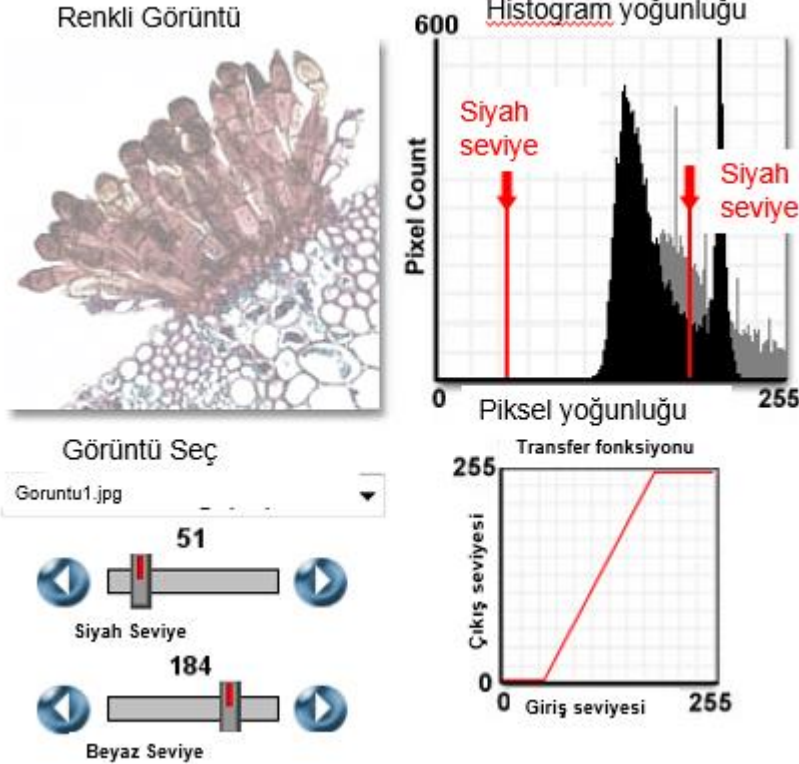 Renkli Görüntü
Histogram yoğunluğu
600
Siyah
seviye
Siyah
seviye
Pixel Count
0
255
Piksel yoğunluğu
Görüntü Seç
Goruntu1.jpg
51
Siyah Seviye
184
Beyaz Seviye
Transfer fonksiyonu
255
Çıkış seviyesi
0
0
Giriş seviyesi
255